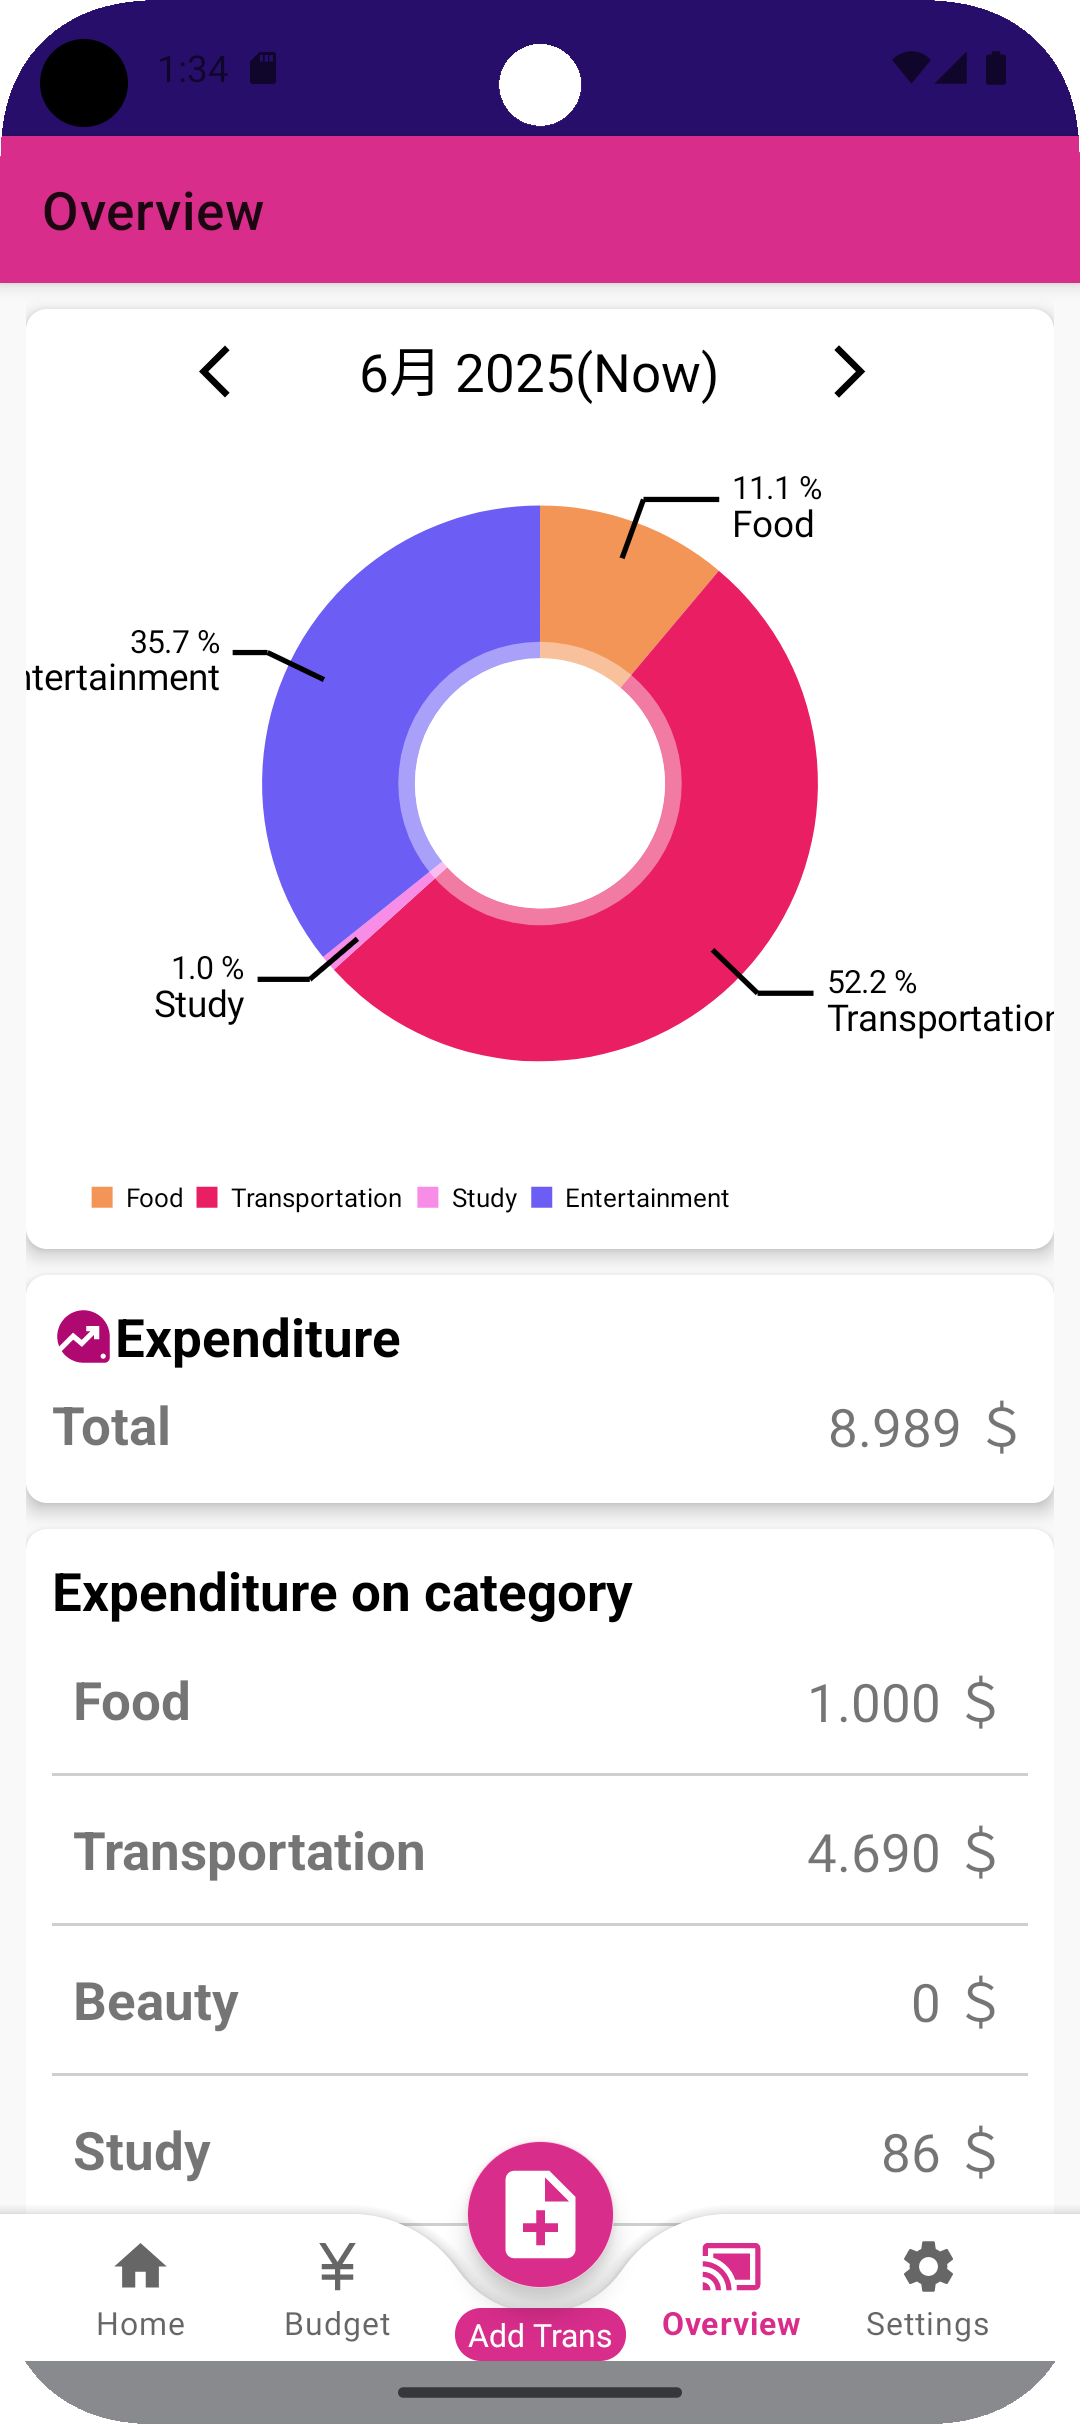 1:34
Overview
6月 2025(Now)
11.1 %
Food
35.7 %
ntertainment
1.0 %
Study
52.2 %
Transportation
Food Transportation Study Entertainment
Expenditure
Total 8.989 $
Expenditure on category
Food 1.000 $
Transportation 4.690 $
Beauty 0 $
Study 86 $
Home Budget Add Trans Overview Settings